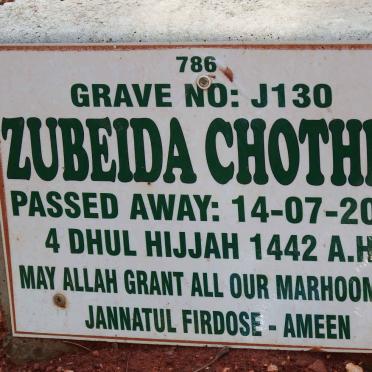 786
GRAVE NO: J130
ZUBEIDA CHOTHI
PASSED AWAY: 14-07-20
4 DHUL HIJJAH 1442 A.H
MAY ALLAH GRANT ALL OUR MARHOOM
JANNATUL FIRDOSE - AMEEN